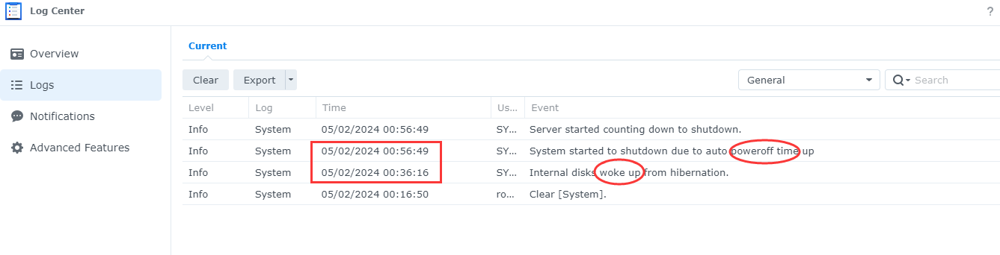 Log Center
?
Overview
Logs
Notifications
Advanced Features
Current
Clear Export General Search
Level Log Time Us... Event
Info System 05/02/2024 00:56:49 SY... Server started counting down to shutdown.
Info System 05/02/2024 00:56:49 SY... System started to shutdown due to auto poweroff time up
Info System 05/02/2024 00:36:16 SY... Internal disks woke up from hibernation.
Info System 05/02/2024 00:16:50 ro... Clear [System].